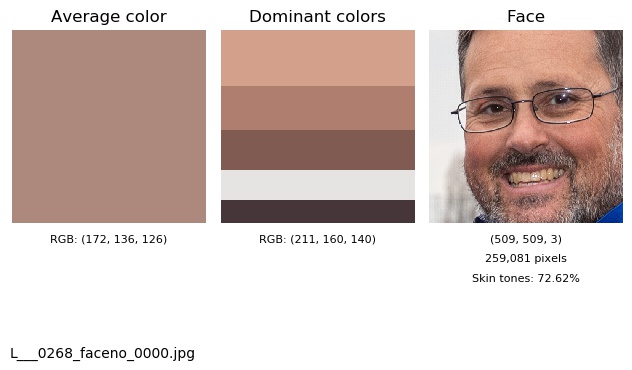 Average color
Dominant colors
Face
RGB: (172, 136, 126)
RGB: (211, 160, 140)
(509, 509, 3)
259,081 pixels
Skin tones: 72.62%
L___0268_faceno_0000.jpg